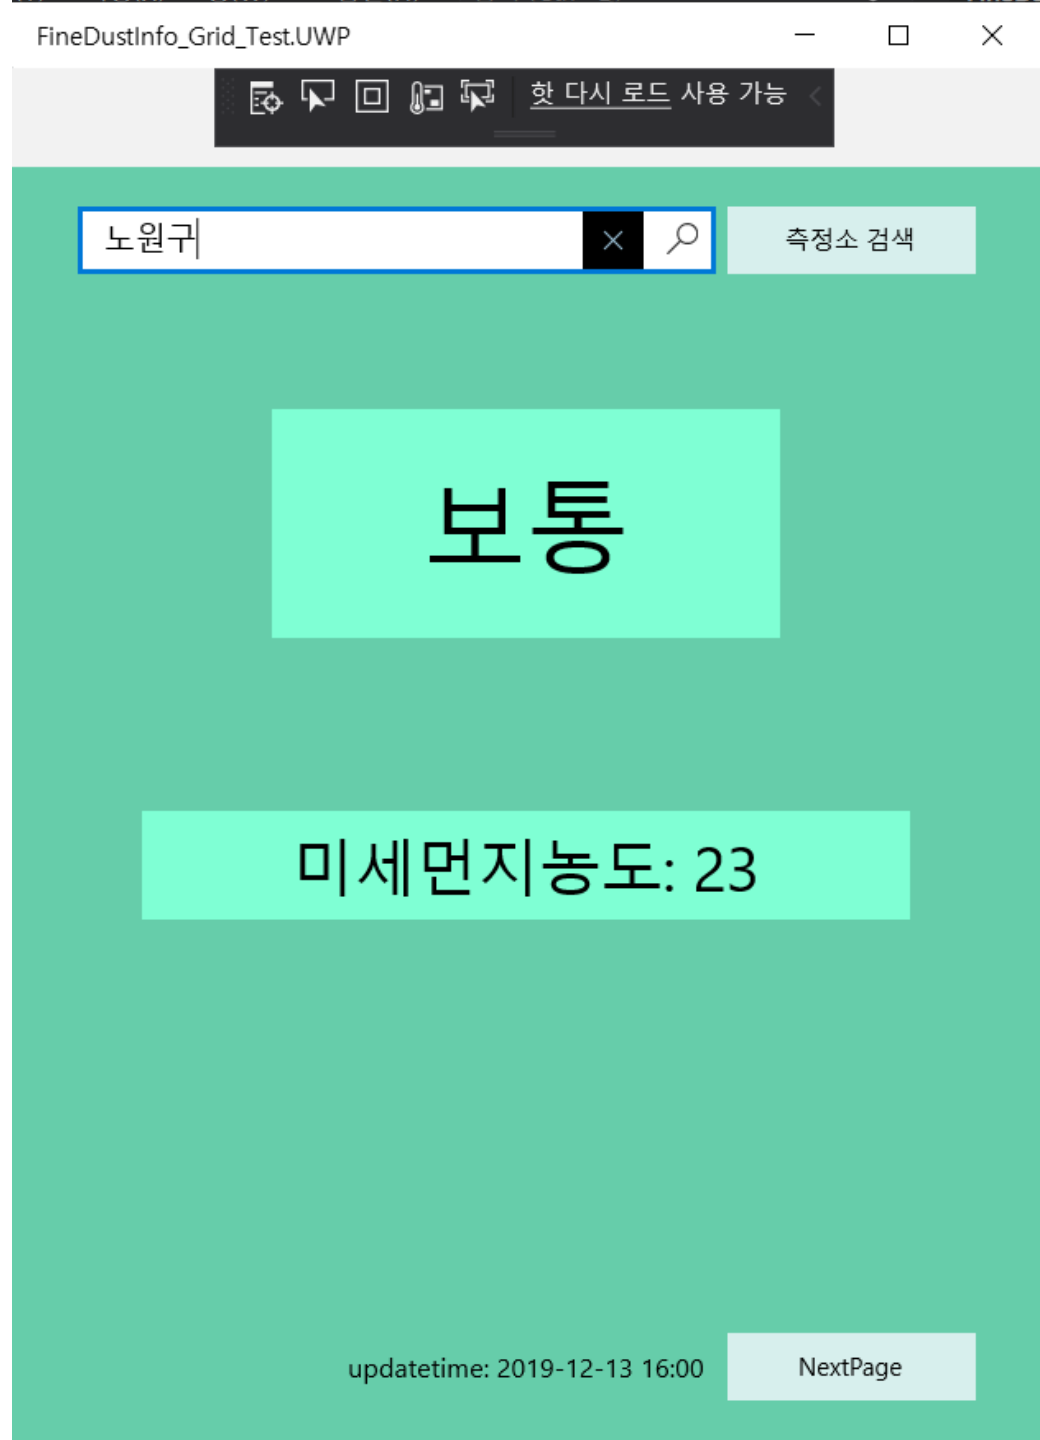 FineDustInfo_Grid_Test.UWP
핫 다시 로드 사용 가능
노원구
측정소 검색
보통
미세먼지농도: 23
updatetime: 2019-12-13 16:00
NextPage